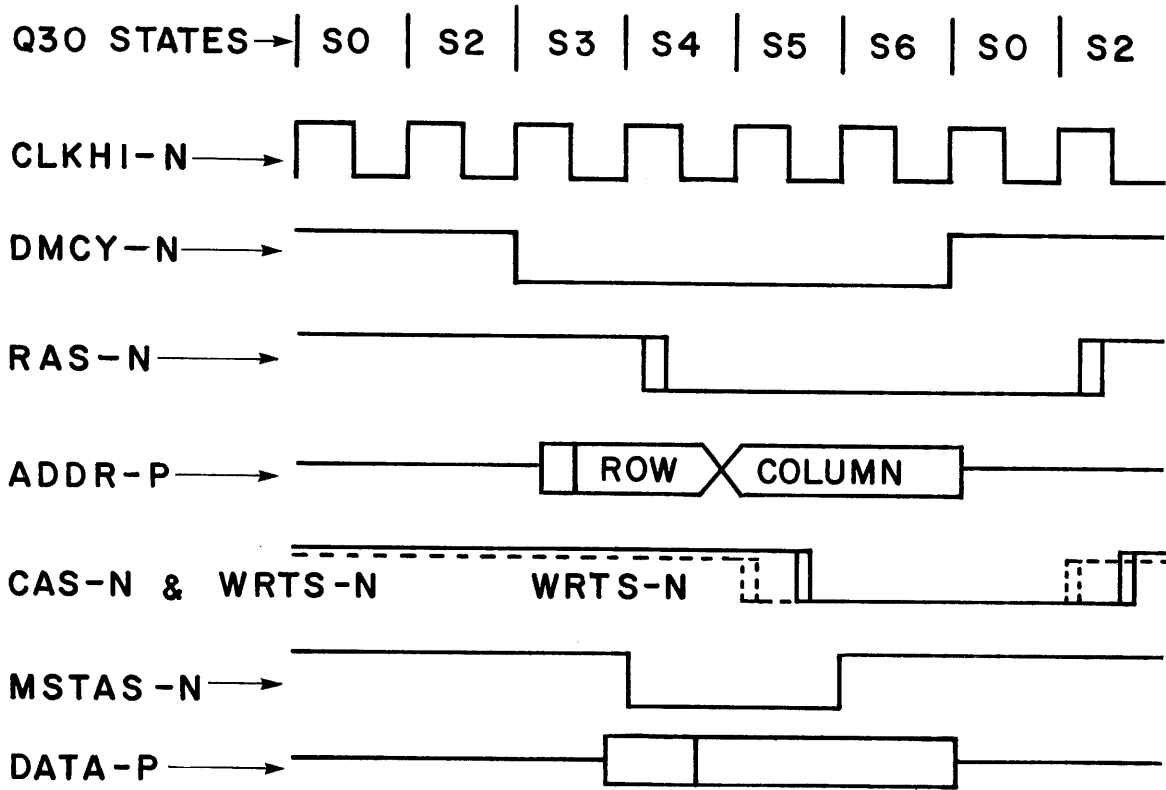 Q30 STATES S0 S2 S3 S4 S5 S6 S0 S2
CLKHI-N
DMCY-N
RAS-N
ADDR-P ROW COLUMN
CAS-N & WRTS-N WRTS-N
MSTAS-N
DATA-P